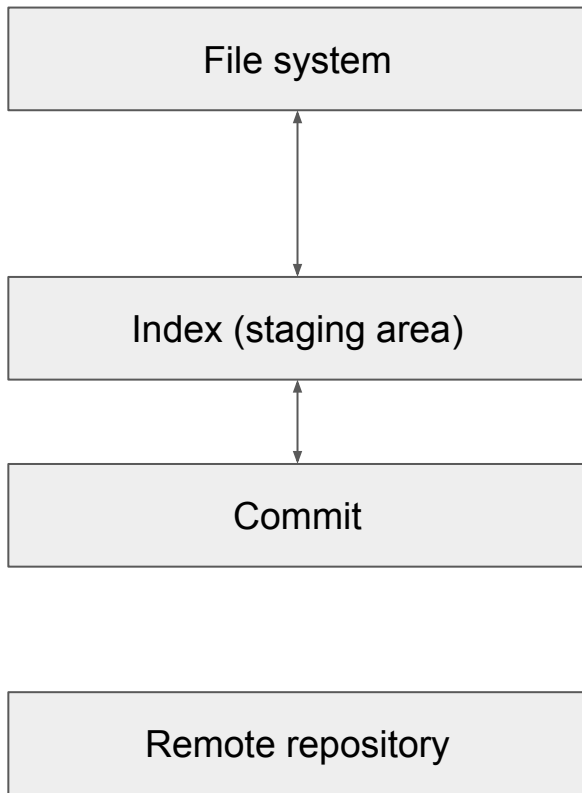 File system
Index (staging area)
Commit
Remote repository